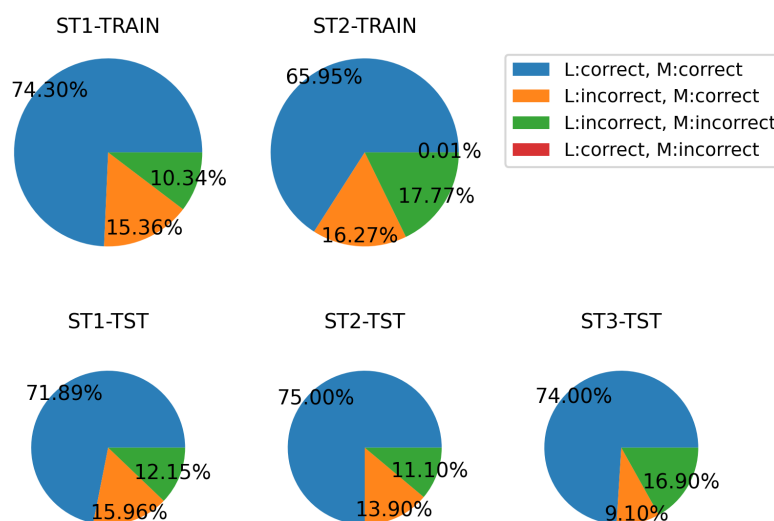 ST1-TRAIN
74.30%
10.34%
15.36%
ST2-TRAIN
65.95%
0.01%
17.77%
16.27%
L:correct, M:correct
L:incorrect, M:correct
L:incorrect, M:incorrect
L:correct, M:incorrect
ST1-TST
71.89%
12.15%
15.96%
ST2-TST
75.00%
11.10%
13.90%
ST3-TST
74.00%
16.90%
9.10%